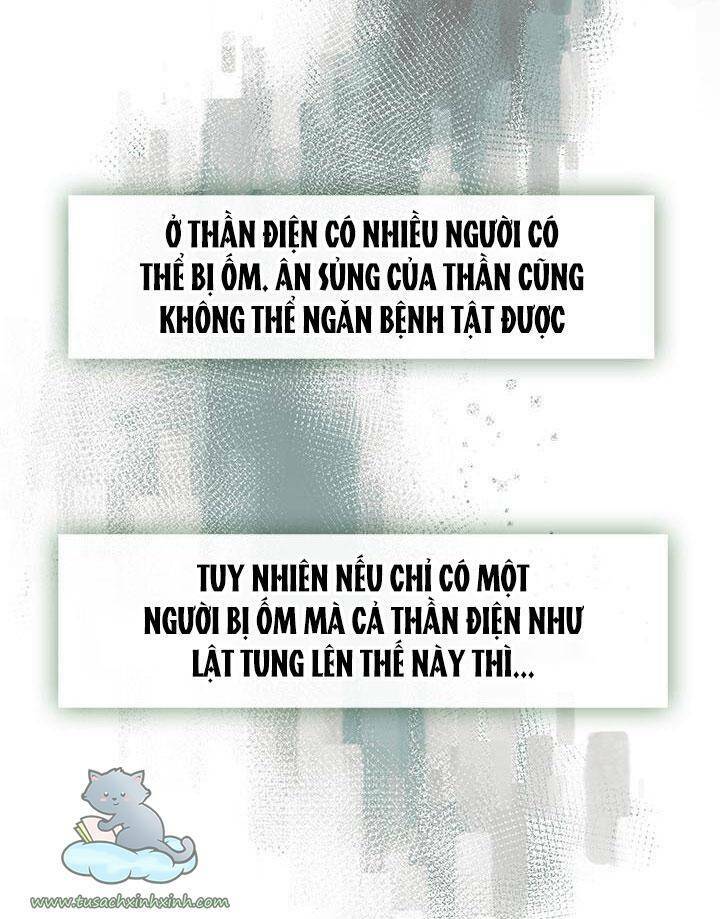 Ở THẦN ĐIỆN CÓ NHIỀU NGƯỜI CÓ
THỂ BỊ ỐM. ÂN SỦNG CỦA THẦN CŨNG
KHÔNG THỂ NGĂN BỆNH TẬT ĐƯỢC
TUY NHIÊN NẾU CHỈ CÓ MỘT
NGƯỜI BỊ ỐM MÀ CẢ THẦN ĐIỆN NHƯ
LẬT TUNG LÊN THẾ NÀY THÌ...
www.tusachxinhxinh.com